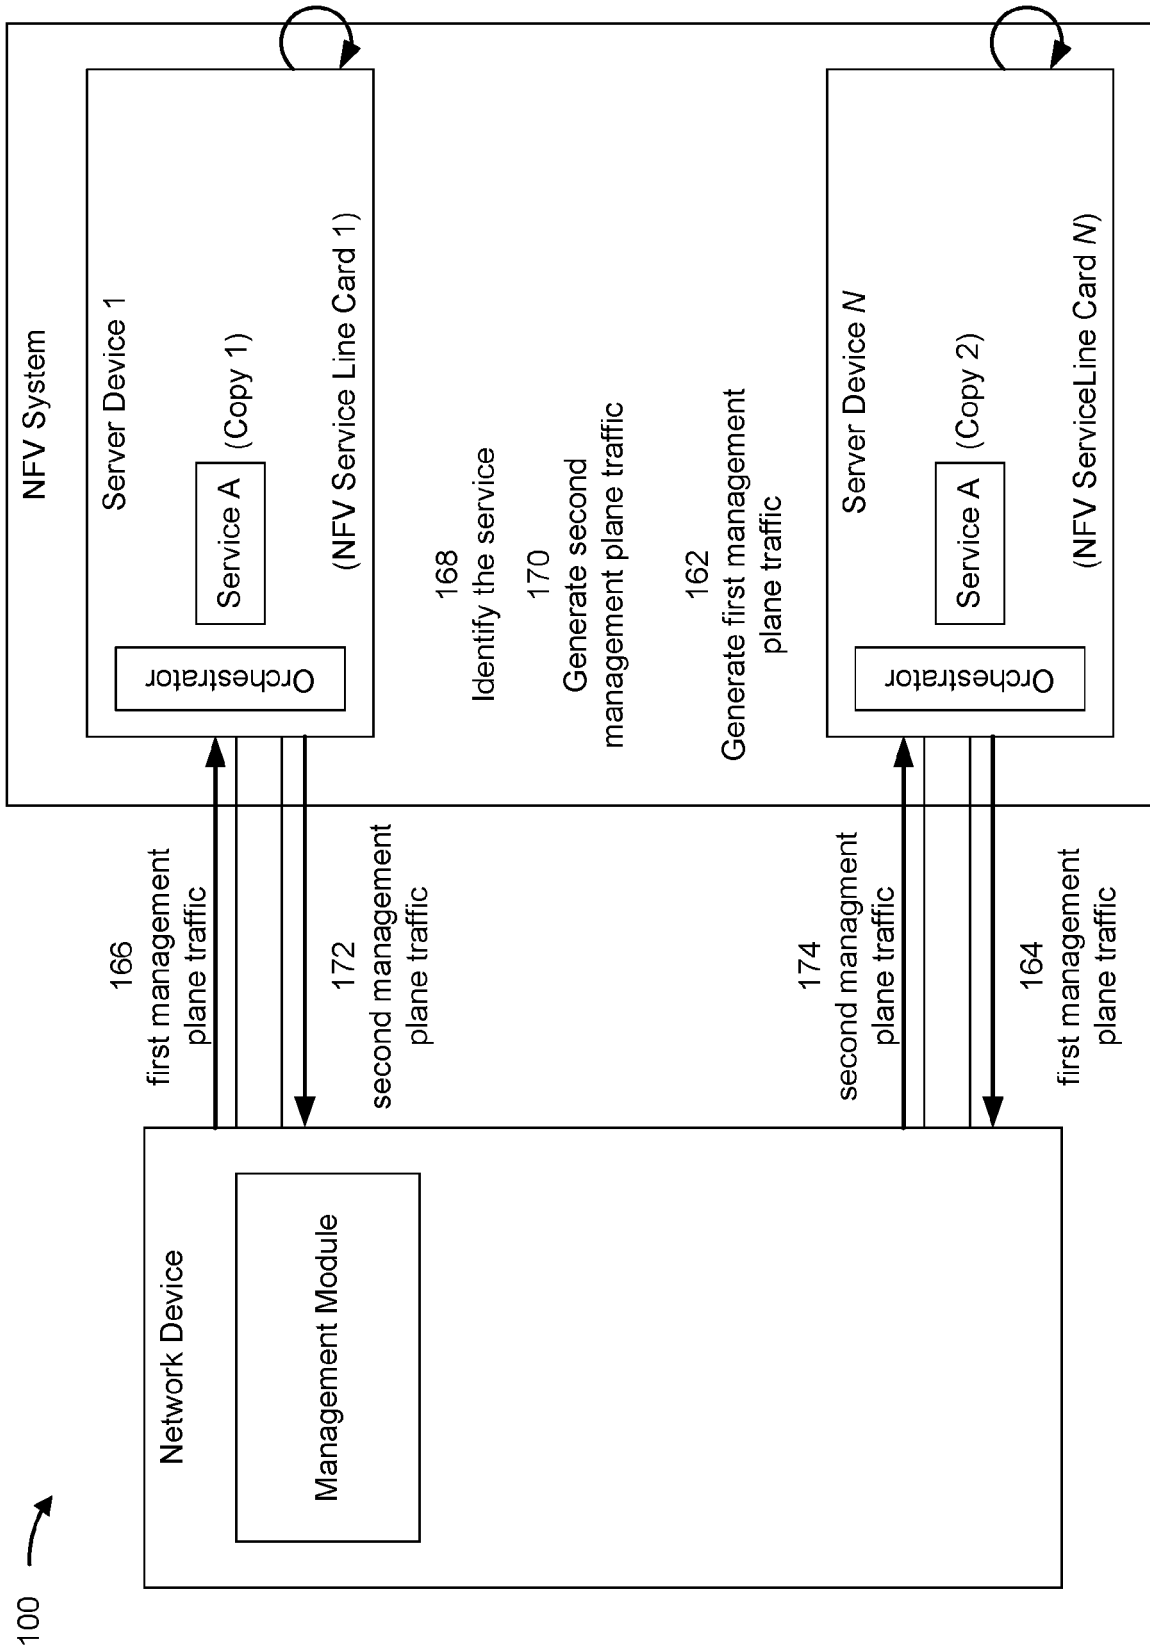 100
Network Device
Management Module
166
first management
plane traffic
172
second management
plane traffic
174
second managment
plane traffic
164
first management
plane traffic
NFV System
Server Device 1
Orchestrator
Service A
(Copy 1)
(NFV Service Line Card 1)
168
Identify the service
170
Generate second
management plane traffic
162
Generate first management
plane traffic
Server Device N
Orchestrator
Service A
(Copy 2)
(NFV ServiceLine Card N)